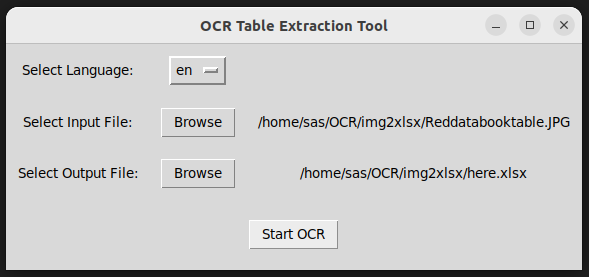 OCR Table Extraction Tool
Select Language: en
Select Input File: Browse /home/sas/OCR/img2xlsx/Reddatabooktable.JPG
Select Output File: Browse /home/sas/OCR/img2xlsx/here.xlsx
Start OCR